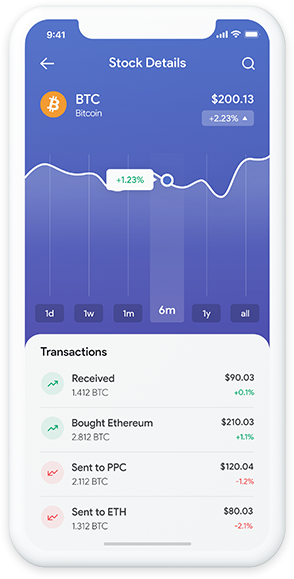 9:41
Stock Details
BTC
$200.13
Bitcoin
+2.23%
+1.23%
1d 1w 1m 6m 1y all
Transactions
Received $90.03
1.412 BTC +0.1%
Bought Ethereum $210.03
2.812 BTC +1.1%
Sent to PPC $120.04
2.112 BTC -1.2%
Sent to ETH $80.03
1.312 BTC -2.1%